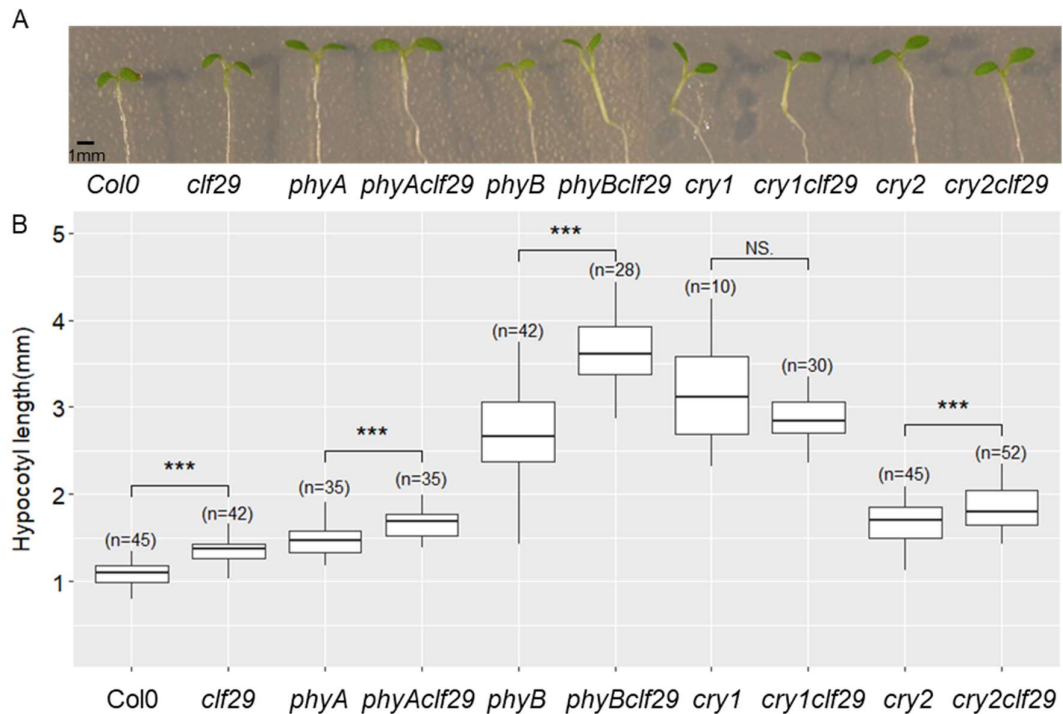 A
1mm
Col0 clf29 phyA phyAclf29 phyB phyBclf29 cry1 cry1clf29 cry2 cry2clf29
B
Hypocotyl length(mm)
5
4
3
2
1
*** *** *** NS. ***
(n=45) (n=42) (n=35) (n=35) (n=42) (n=28) (n=10) (n=30) (n=45) (n=52)
Col0 clf29 phyA phyAclf29 phyB phyBclf29 cry1 cry1clf29 cry2 cry2clf29